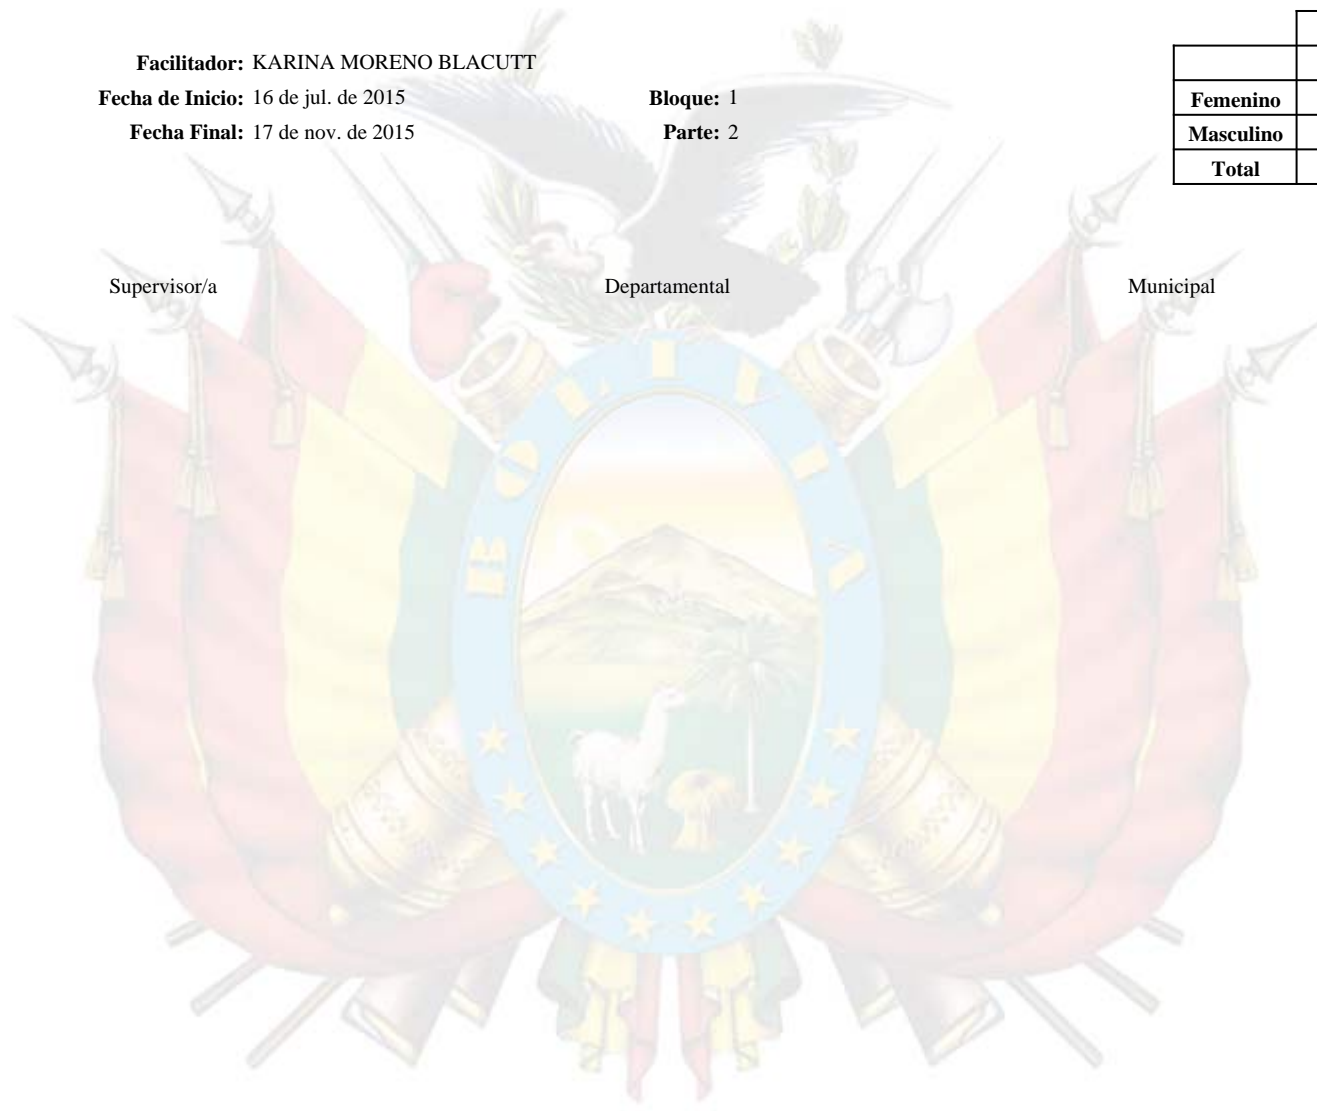 Facilitador: KARINA MORENO BLACUTT
Fecha de Inicio: 16 de jul. de 2015 Bloque: 1
Fecha Final: 17 de nov. de 2015 Parte: 2
Femenino
Masculino
Total
Supervisor/a Departamental Municipal
BOLIVIA